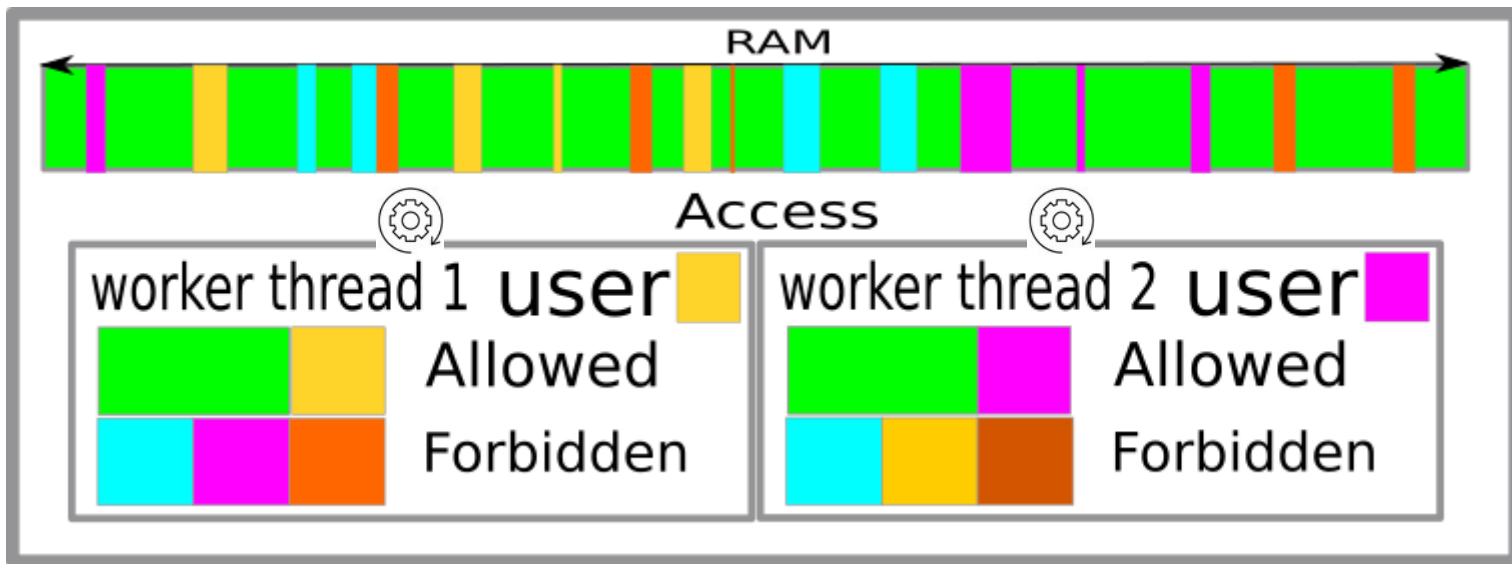 RAM
Access
worker thread 1 user
Allowed
Forbidden
worker thread 2 user
Allowed
Forbidden